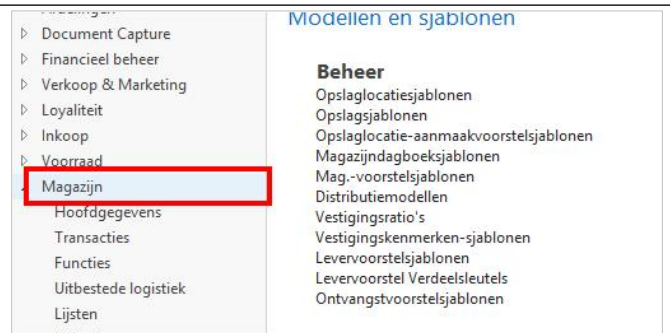 Document Capture
Financieel beheer
Verkoop & Marketing
Loyaliteit
Inkoop
Voorraad
Magazijn
Hoofdgegevens
Transacties
Functies
Uitbestede logistiek
Lijsten
Modellen en sjablonen
Beheer
Opslaglocatiesjablonen
Opslagsjablonen
Opslaglocatie-aanmaakvoorstelsjablonen
Magazijndagboeksjablonen
Mag.-voorstelsjablonen
Distributiemodellen
Vestigingsratio's
Vestigingskenmerken-sjablonen
Levervoorstelsjablonen
Levervoorstel Verdeelsleutels
Ontvangstvoorstelsjablonen